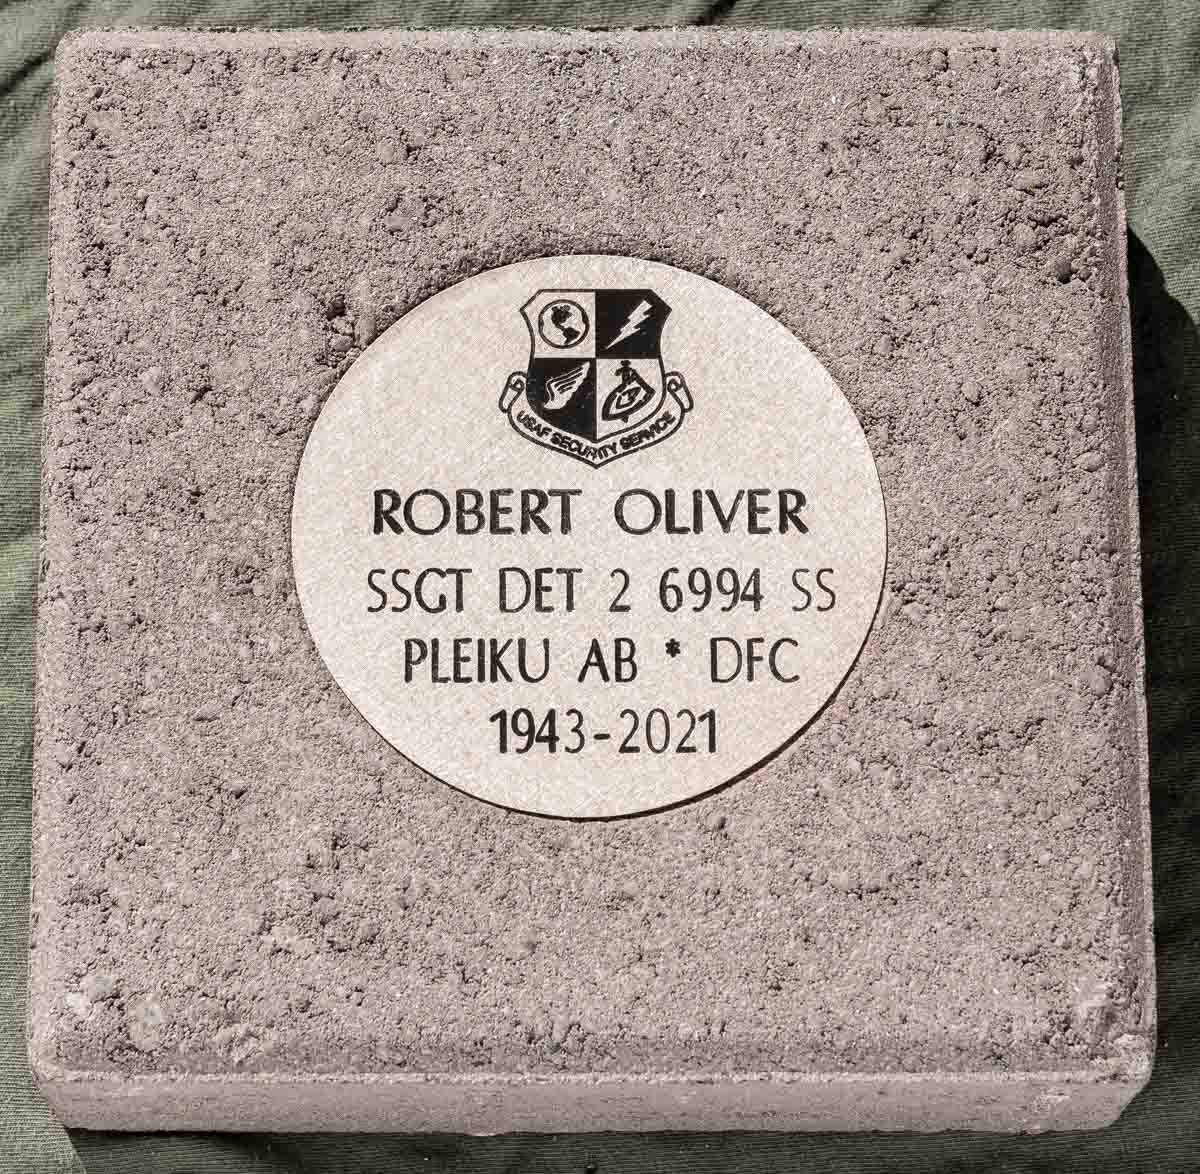 USAF SECURITY SERVICE
ROBERT OLIVER
SSGT DET 2 6994 SS
PLEIKU AB * DFC
1943-2021